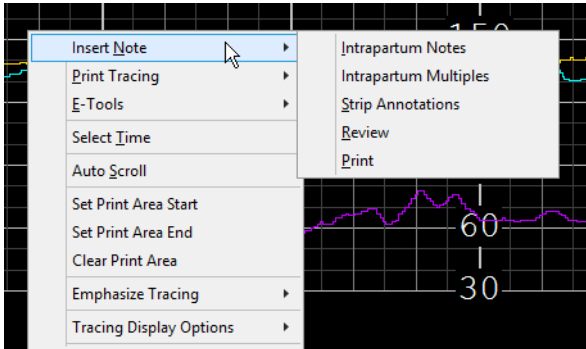 Insert Note
Print Tracing
E-Tools
Select Time
Auto Scroll
Set Print Area Start
Set Print Area End
Clear Print Area
Emphasize Tracing
Tracing Display Options
Intrapartum Notes
Intrapartum Multiples
Strip Annotations
Review
Print
150
60
30